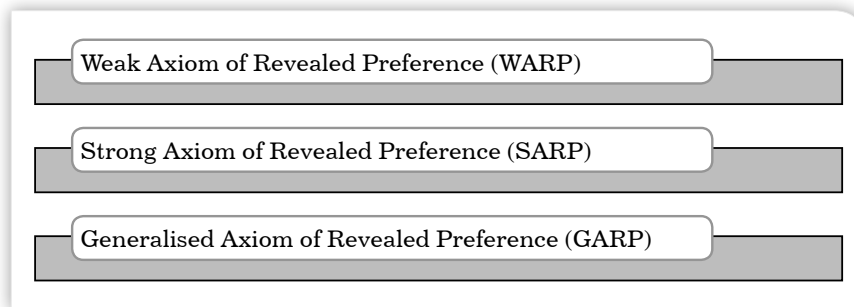 Weak Axiom of Revealed Preference (WARP)
Strong Axiom of Revealed Preference (SARP)
Generalised Axiom of Revealed Preference (GARP)